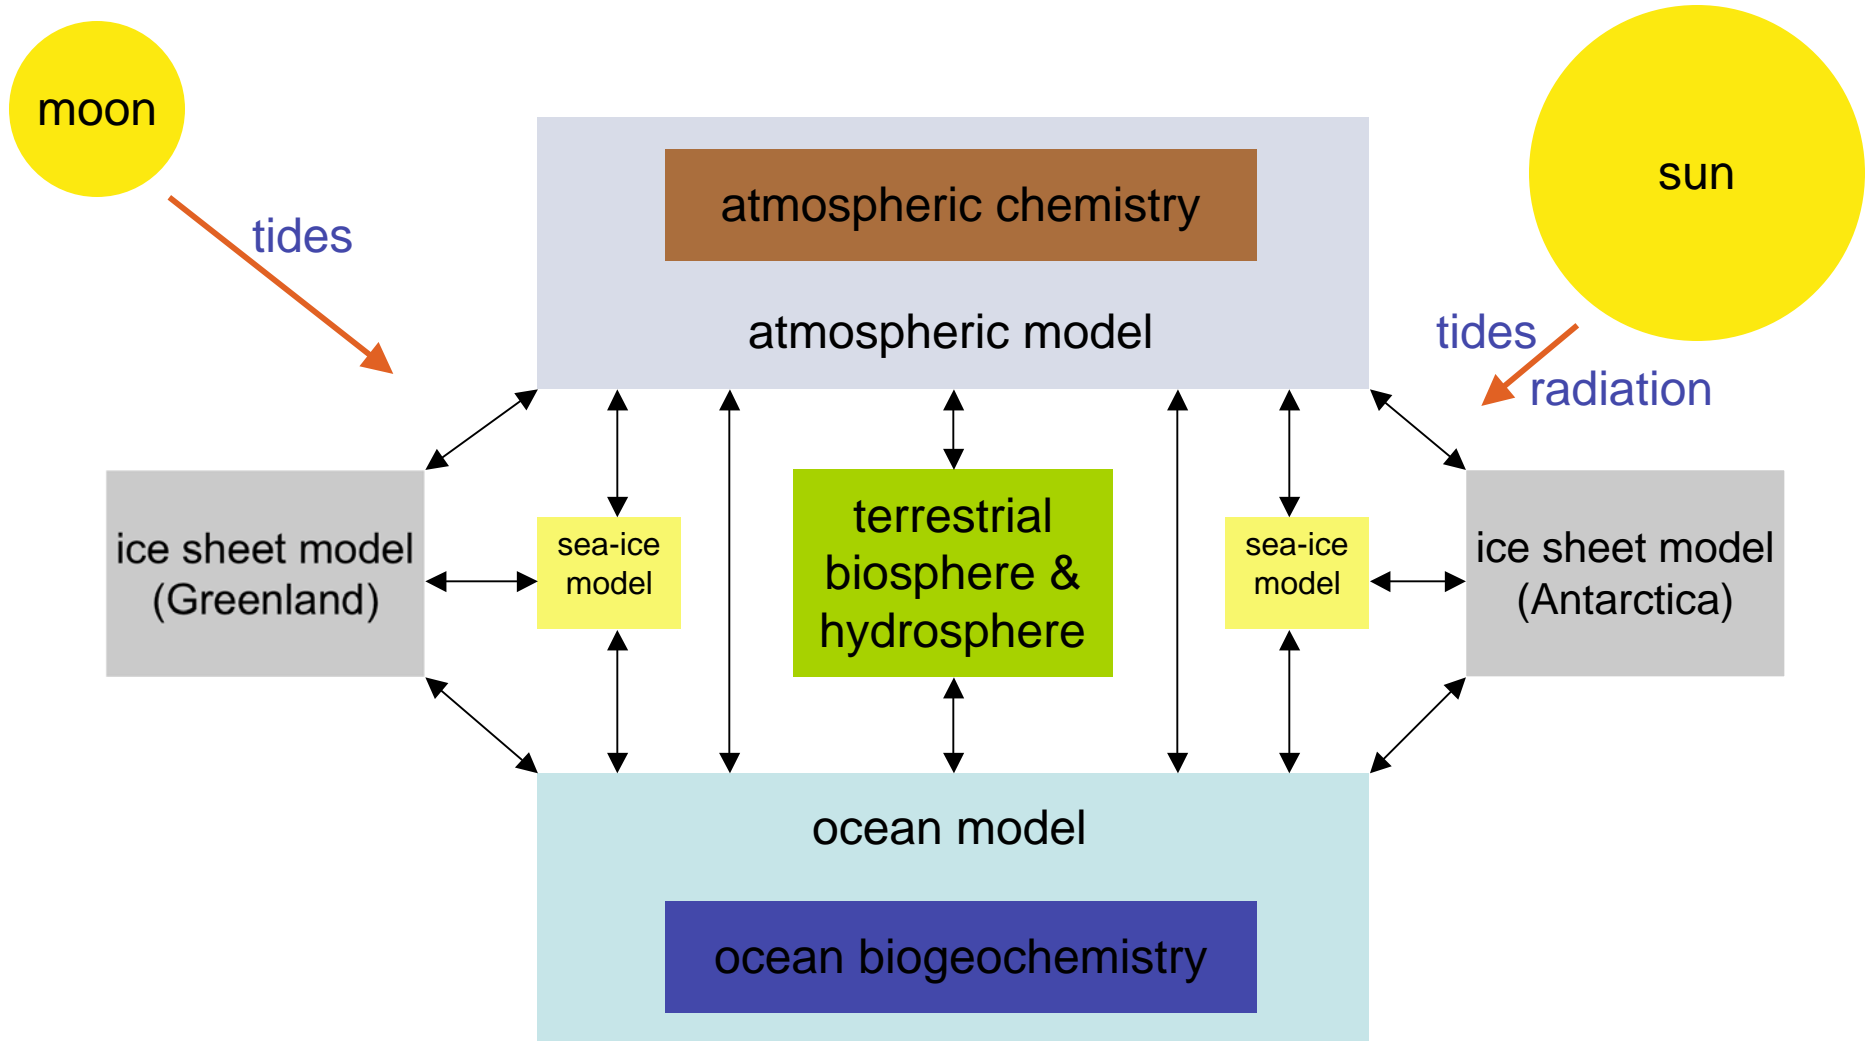 moon
sun
tides
atmospheric chemistry
atmospheric model
tides
radiation
ice sheet model
(Greenland)
sea-ice
model
terrestrial
biosphere &
hydrosphere
sea-ice
model
ice sheet model
(Antarctica)
ocean model
ocean biogeochemistry